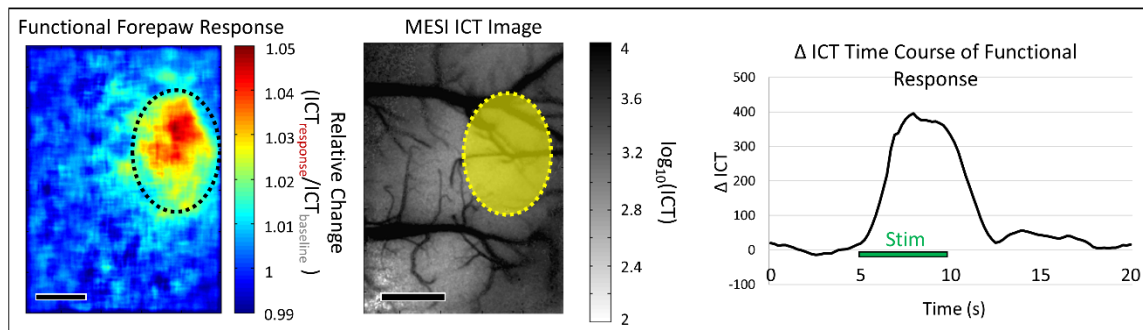 Functional Forepaw Response
1.05
1.04
1.03
1.02
1.01
1
0.99
Relative Change
(ICTresponse/ICTbaseline)
MESI ICT Image
4
3.6
3.2
2.8
2.4
2
log10(ICT)
Δ ICT Time Course of Functional
Response
Δ ICT
500
400
300
200
100
0
-100
Stim
0 5 10 15 20
Time (s)